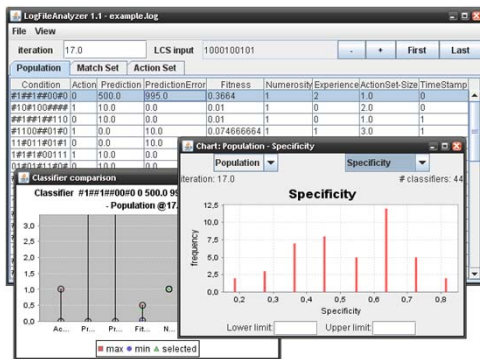 LogFileAnalyzer 1.1 - example.log
File View
iteration 17.0 LCS input 1000100101 - + First Last
Population Match Set Action Set
Condition Action Prediction PredictionError Fitness Numerosity Experience ActionSet-Size TimeStamp
#1##1##00#0 0 500.0 995.0 0.3664 1 2 1.0 0
#10#100#### 1 10.0 0.0 0.01 1 0 2.0 0
##1##1##110 0 10.0 0.0 0.01 1 0 1.0 1
#1100##01#0 1 0.0 10.0 0.074666664 1 1 3.0 1
11#011#01#1 0 0.0 10.0
1#1#1#00111 1 10.0 0.0
Chart: Population - Specificity
Population Specificity
iteration: 17.0 # classifiers: 44
Specificity
frequency
12,5
10,0
7,5
5,0
2,5
0,0
0,2 0,3 0,4 0,5 0,6 0,7 0,8
Specificity
Lower limit: Upper limit:
Classifier comparison
Classifier #1##1##00#0 0 500.0 99
- Population @17.
3,0
2,5
2,0
1,5
1,0
0,5
0,0
Ac... Pr... Pr... Fit... N...
max min selected